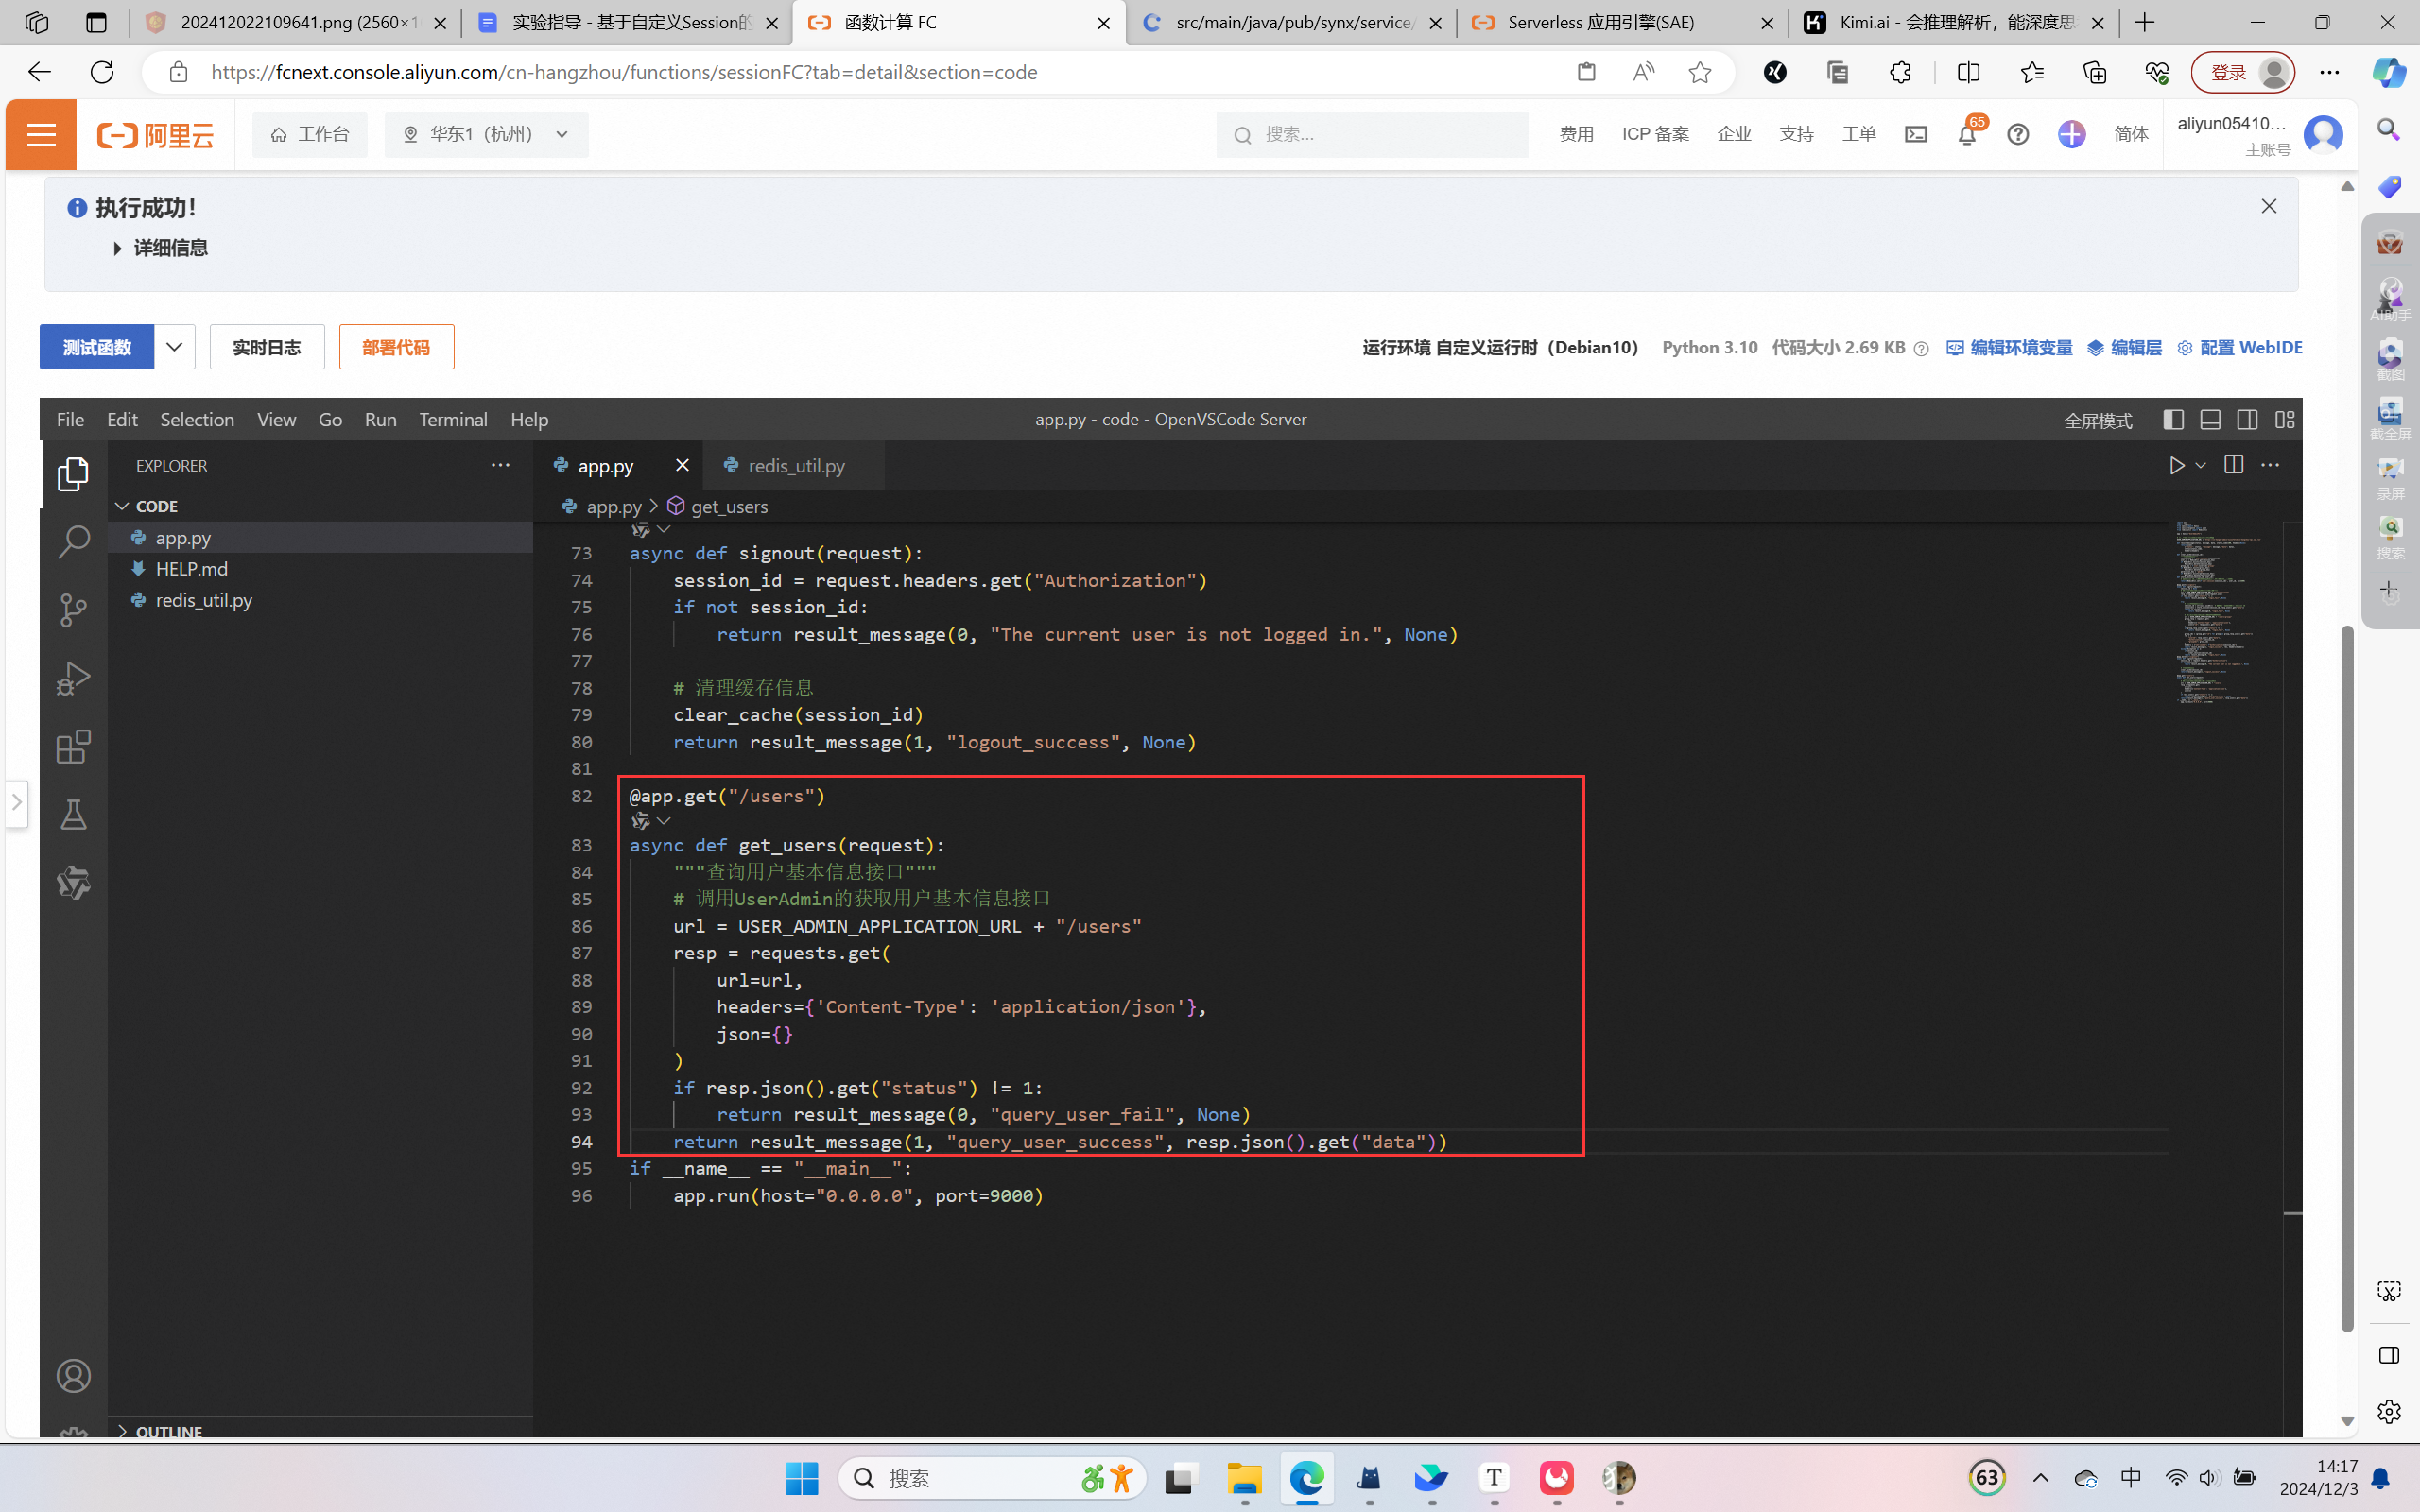 202412022109641.png (2560×1
实验指导 - 基于自定义Session的
函数计算 FC
src/main/java/pub/synx/service/
Serverless 应用引擎(SAE)
Kimi.ai - 会推理解析，能深度思
https://fcnext.console.aliyun.com/cn-hangzhou/functions/sessionFC?tab=detail&section=code
登录
阿里云
工作台
华东1（杭州）
搜索...
费用
ICP 备案
企业
支持
工单
65
简体
aliyun05410...
主账号
执行成功！
详细信息
测试函数
实时日志
部署代码
运行环境 自定义运行时（Debian10）
Python 3.10
代码大小 2.69 KB
编辑环境变量
编辑层
配置 WebIDE
AI助手
截图
截全屏
录屏
搜索
File Edit Selection View Go Run Terminal Help
app.py - code - OpenVSCode Server
全屏模式
EXPLORER
CODE
app.py
HELP.md
redis_util.py
OUTLINE
app.py
redis_util.py
app.py > get_users
73 async def signout(request):
74 session_id = request.headers.get("Authorization")
75 if not session_id:
76 return result_message(0, "The current user is not logged in.", None)
77
78 # 清理缓存信息
79 clear_cache(session_id)
80 return result_message(1, "logout_success", None)
81
82 @app.get("/users")
83 async def get_users(request):
84 """查询用户基本信息接口"""
85 # 调用UserAdmin的获取用户基本信息接口
86 url = USER_ADMIN_APPLICATION_URL + "/users"
87 resp = requests.get(
88 url=url,
89 headers={'Content-Type': 'application/json'},
90 json={}
91 )
92 if resp.json().get("status") != 1:
93 return result_message(0, "query_user_fail", None)
94 return result_message(1, "query_user_success", resp.json().get("data"))
95 if __name__ == "__main__":
96 app.run(host="0.0.0.0", port=9000)
搜索
T
63
中
14:17
2024/12/3